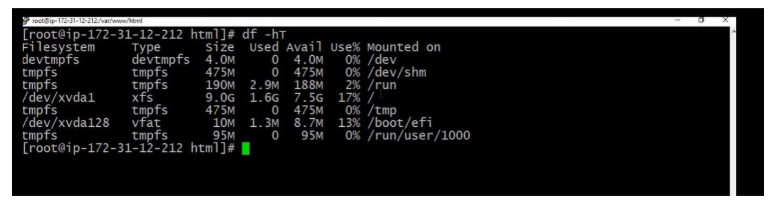 root@ip-172-31-12-212:/var/www/html
[root@ip-172-31-12-212 html]# df -hT
Filesystem     Type      Size  Used Avail Use% Mounted on
devtmpfs       devtmpfs  4.0M     0  4.0M   0% /dev
tmpfs          tmpfs     475M     0  475M   0% /dev/shm
tmpfs          tmpfs     190M  2.9M  188M   2% /run
/dev/xvda1     xfs       9.0G  1.6G  7.5G  17% /
tmpfs          tmpfs     475M     0  475M   0% /tmp
/dev/xvda128   vfat       10M  1.3M  8.7M  13% /boot/efi
tmpfs          tmpfs      95M     0   95M   0% /run/user/1000
[root@ip-172-31-12-212 html]#